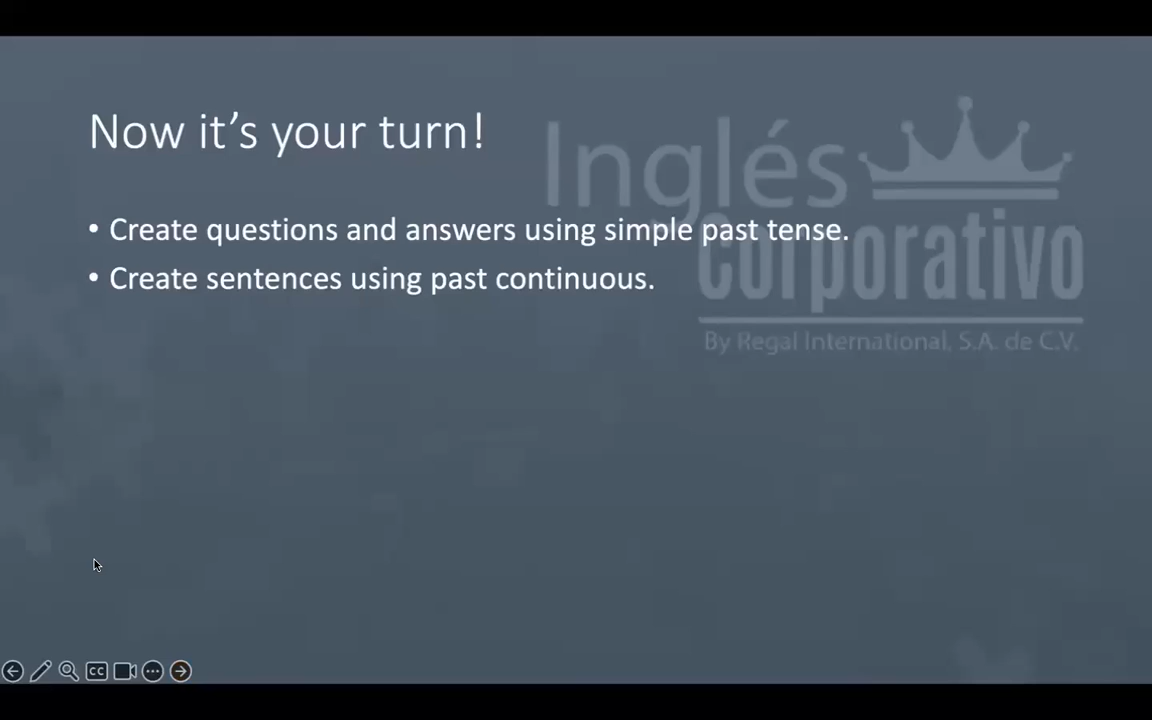 Now it's your turn!
Inglés
corporativo
By Regal International, S.A. de C.V.
• Create questions and answers using simple past tense.
• Create sentences using past continuous.
CC